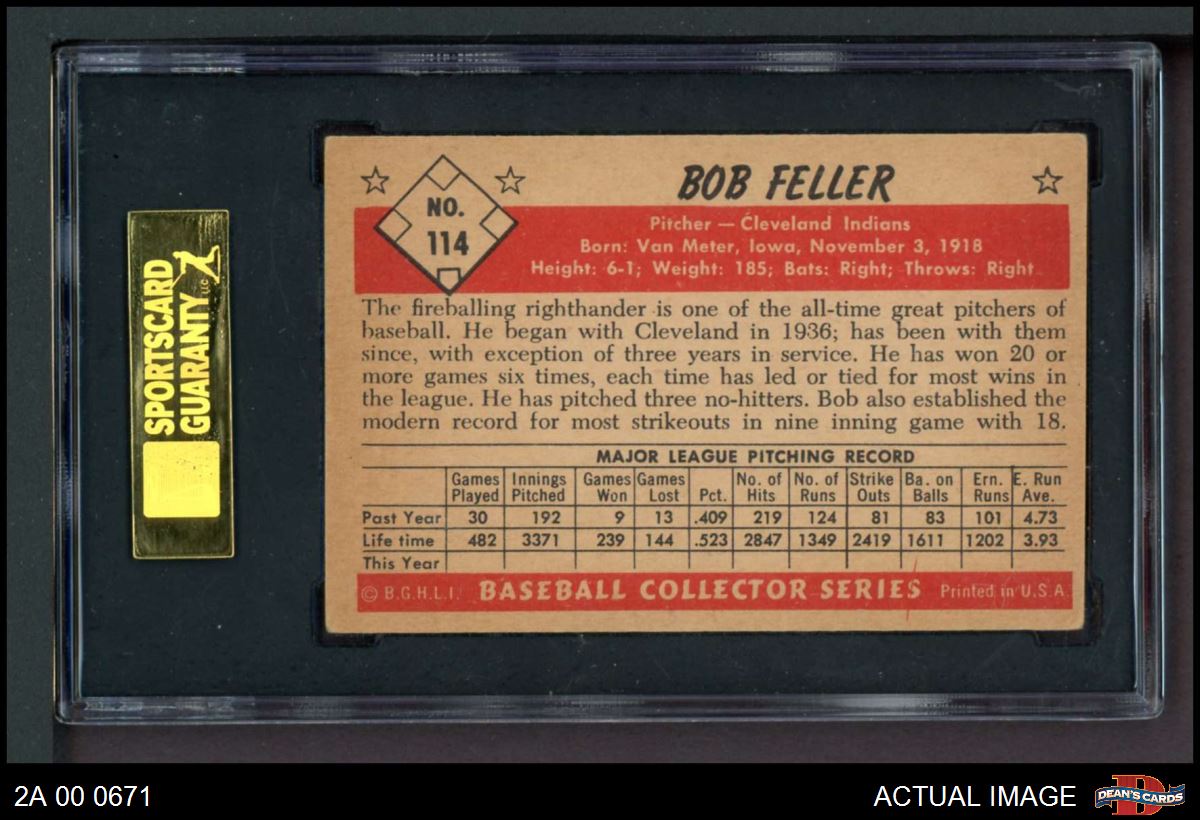 SPORTSCARD
GUARANTY LLC
NO.
114
BOB FELLER
Pitcher — Cleveland Indians
Born: Van Meter, Iowa, November 3, 1918
Height: 6-1; Weight: 185; Bats: Right; Throws: Right
The fireballing righthander is one of the all-time great pitchers of
baseball. He began with Cleveland in 1936; has been with them
since, with exception of three years in service. He has won 20 or
more games six times, each time has led or tied for most wins in
the league. He has pitched three no-hitters. Bob also established the
modern record for most strikeouts in nine inning game with 18.
MAJOR LEAGUE PITCHING RECORD
Games Innings Games Games No. of No. of Strike Ba. on Ern. E. Run
Played Pitched Won Lost Pct. Hits Runs Outs Balls Runs Ave.
Past Year 30 192 9 13 .409 219 124 81 83 101 4.73
Life time 482 3371 239 144 .523 2847 1349 2419 1611 1202 3.93
This Year
© B.G.H.L.I. BASEBALL COLLECTOR SERIES Printed in U.S.A.
2A 00 0671
ACTUAL IMAGE
DEAN'S CARDS